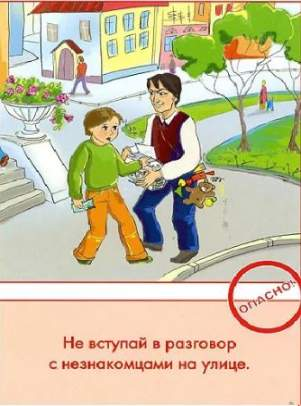 ОПАСНО!
Не вступай в разговор
с незнакомцами на улице.